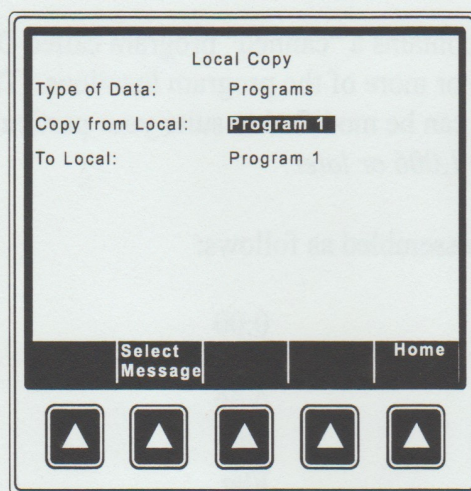 Local Copy
Type of Data: Programs
Copy from Local: Program 1
To Local: Program 1
Select Message
Home